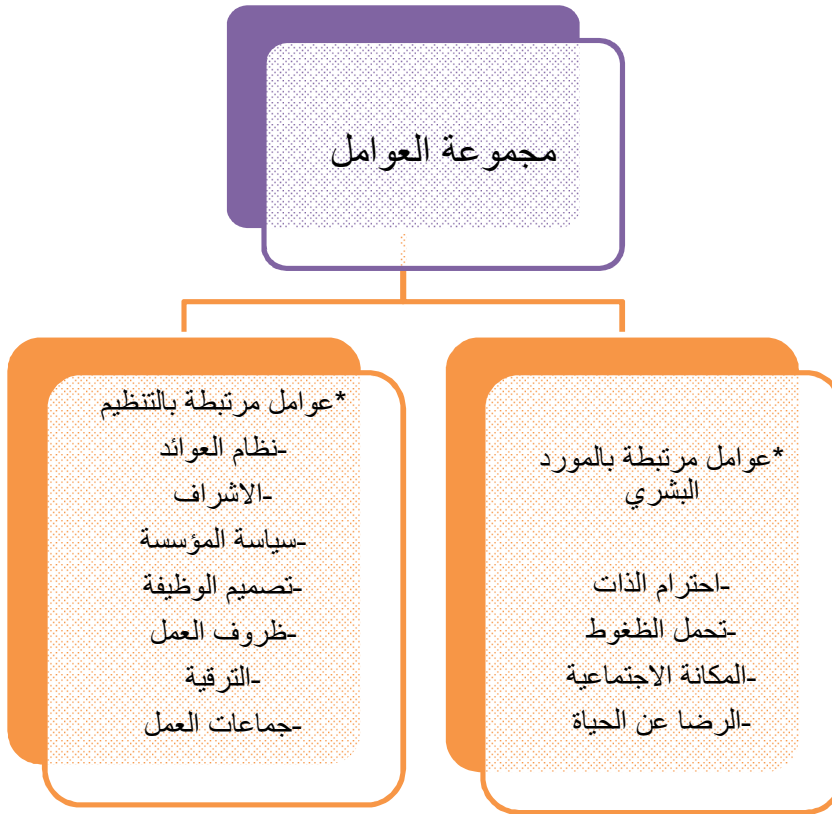 مجموعة العوامل
*عوامل مرتبطة بالمورد
البشري
-احترام الذات
-تحمل الظغوط
-المكانة الاجتماعية
-الرضا عن الحياة
*عوامل مرتبطة بالتنظيم
-نظام العوائد
-الاشراف
-سياسة المؤسسة
-تصميم الوظيفة
-ظروف العمل
-الترقية
-جماعات العمل